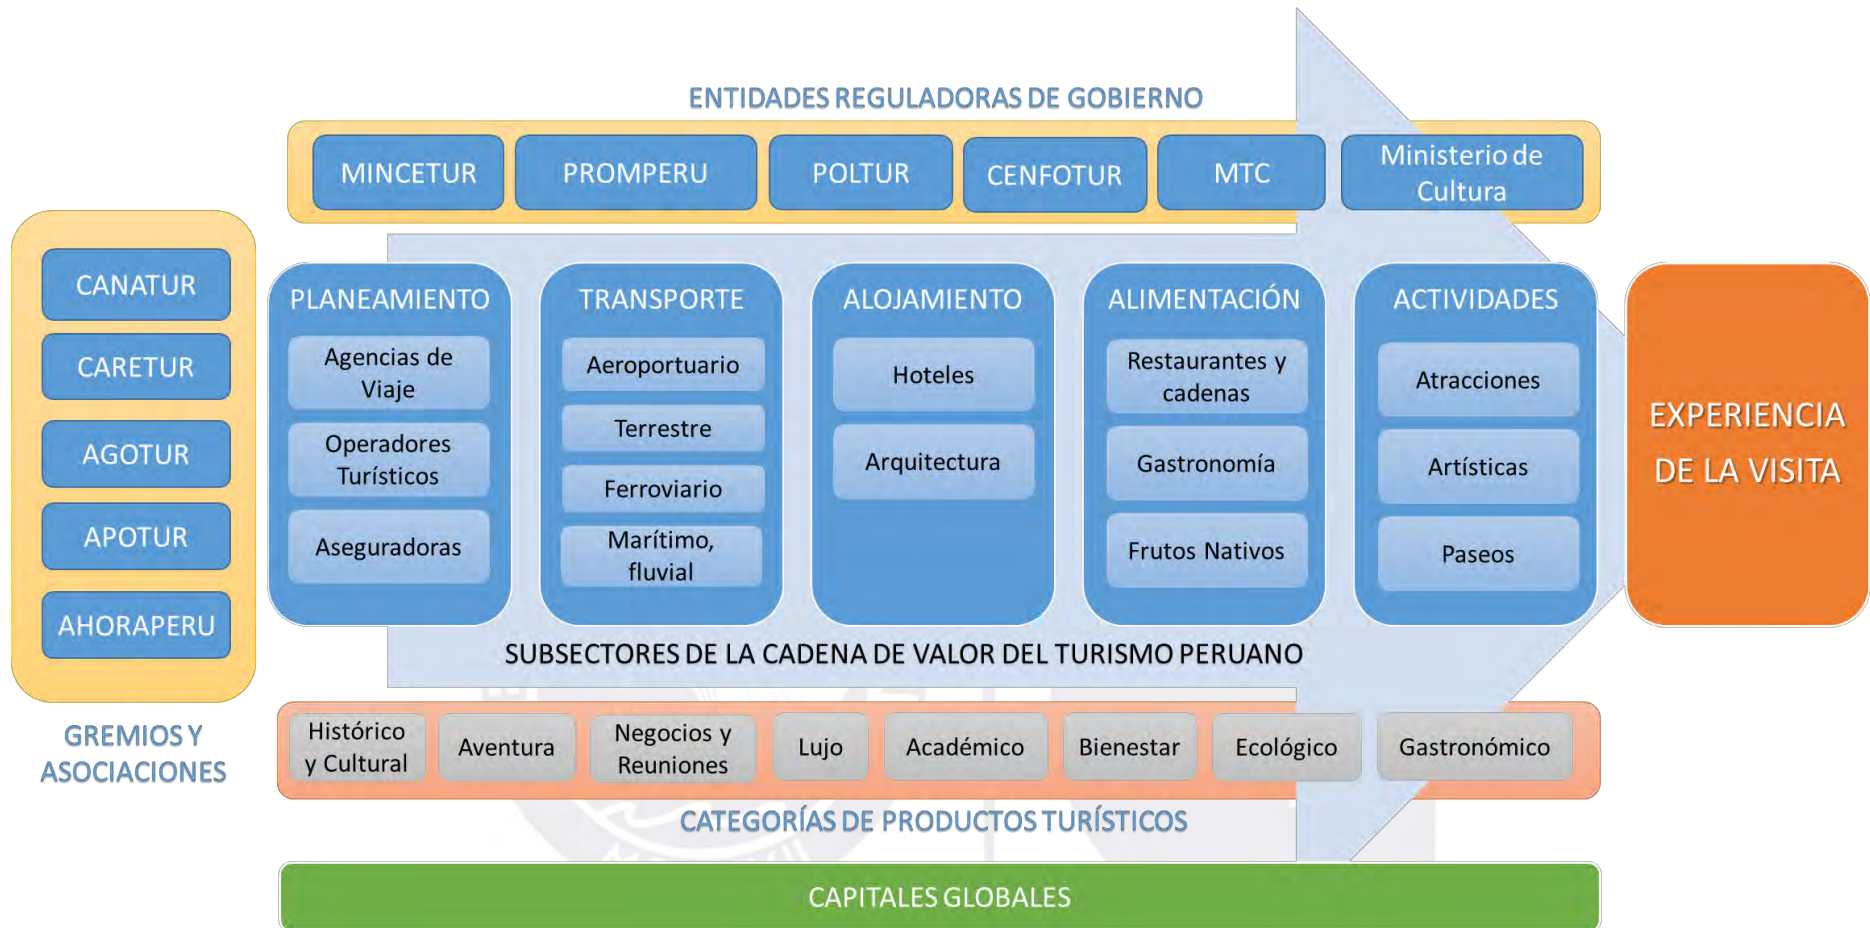 ENTIDADES REGULADORAS DE GOBIERNO
MINCETUR
PROMPERU
POLTUR
CENFOTUR
MTC
Ministerio de
Cultura
CANATUR
CARETUR
AGOTUR
APOTUR
AHORAPERU
GREMIOS Y
ASOCIACIONES
PLANEAMIENTO
Agencias de
Viaje
Operadores
Turísticos
Aseguradoras
TRANSPORTE
Aeroportuario
Terrestre
Ferroviario
Marítimo,
fluvial
ALOJAMIENTO
Hoteles
Arquitectura
ALIMENTACIÓN
Restaurantes y
cadenas
Gastronomía
Frutos Nativos
ACTIVIDADES
Atracciones
Artísticas
Paseos
EXPERIENCIA
DE LA VISITA
SUBSECTORES DE LA CADENA DE VALOR DEL TURISMO PERUANO
Histórico
y Cultural
Aventura
Negocios y
Reuniones
Lujo
Académico
Bienestar
Ecológico
Gastronómico
CATEGORÍAS DE PRODUCTOS TURÍSTICOS
CAPITALES GLOBALES